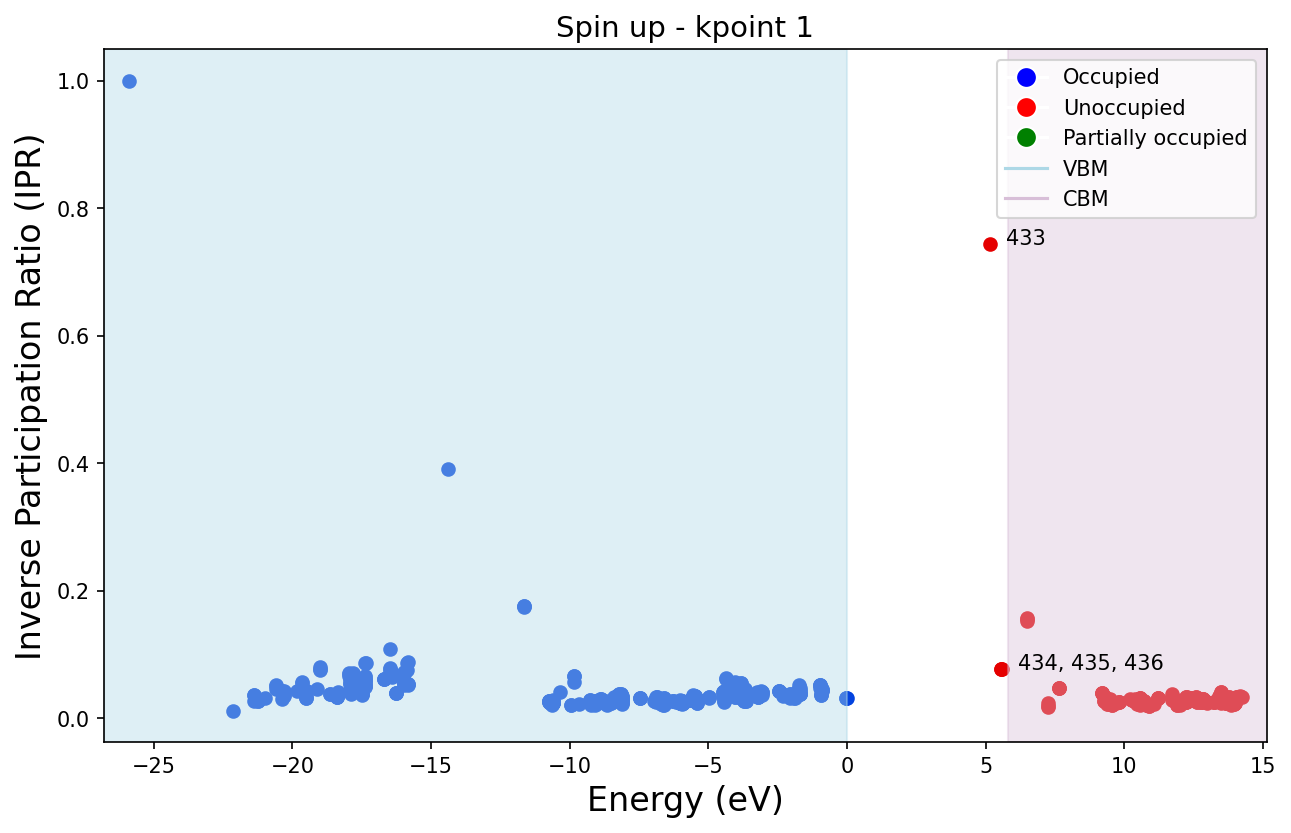 Spin up - kpoint 1
Inverse Participation Ratio (IPR)
1.0
0.8
0.6
0.4
0.2
0.0
Occupied
Unoccupied
Partially occupied
VBM
CBM
433
434, 435, 436
−25
−20
−15
−10
−5
0
5
10
15
Energy (eV)